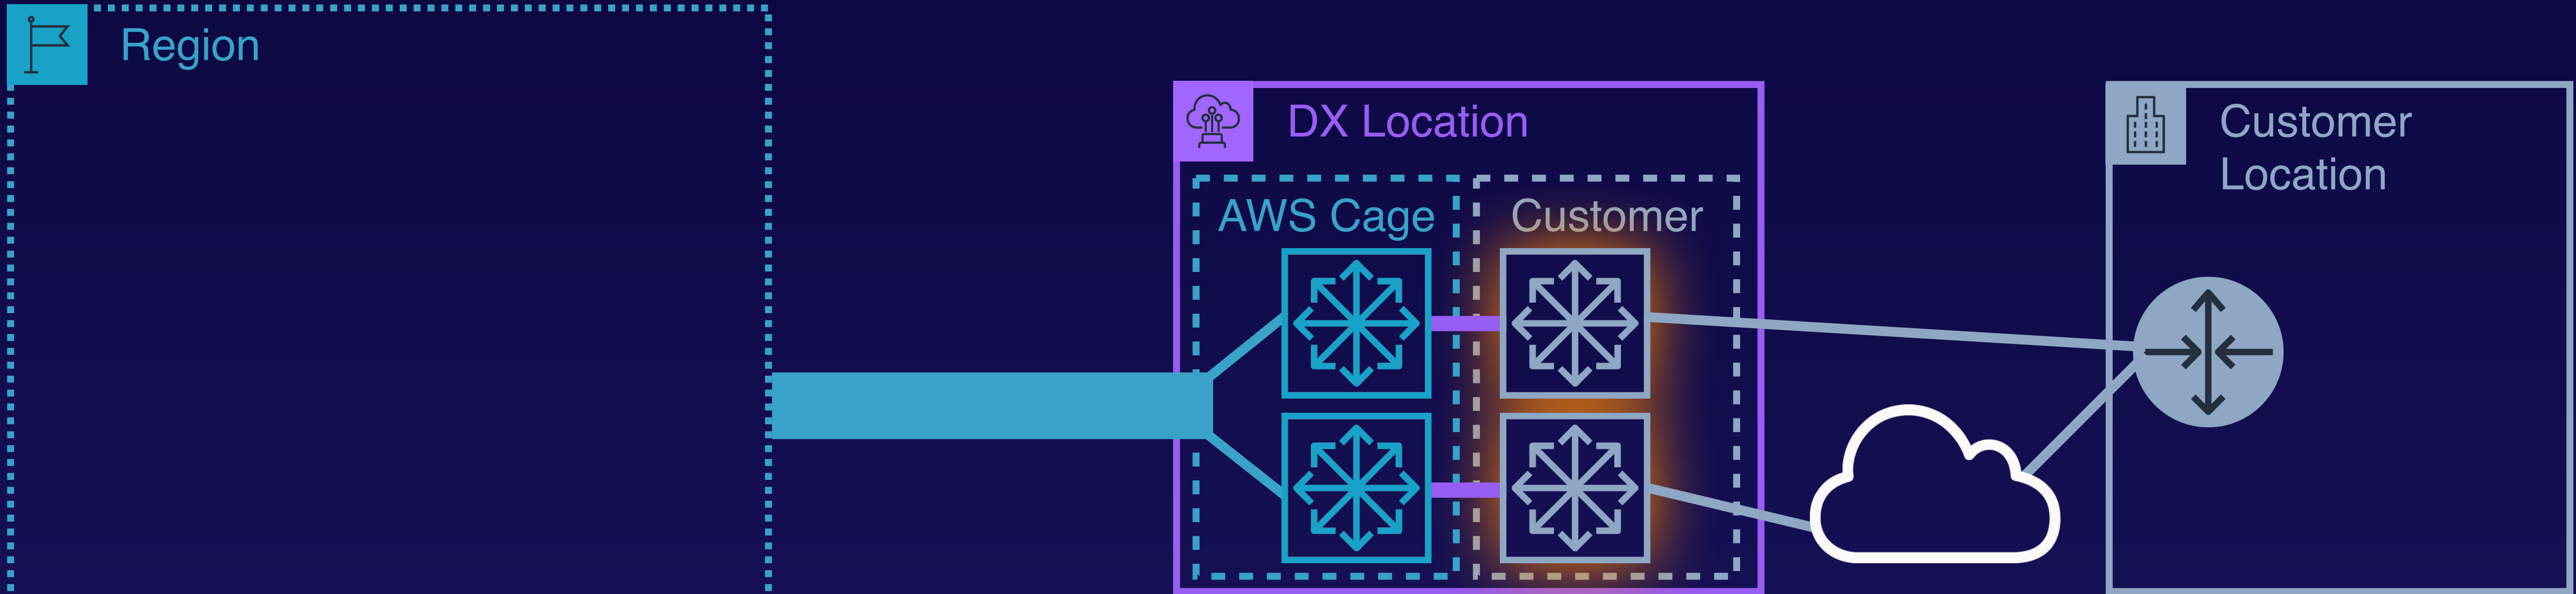 Region
DX Location
AWS Cage
Customer
Customer
Location